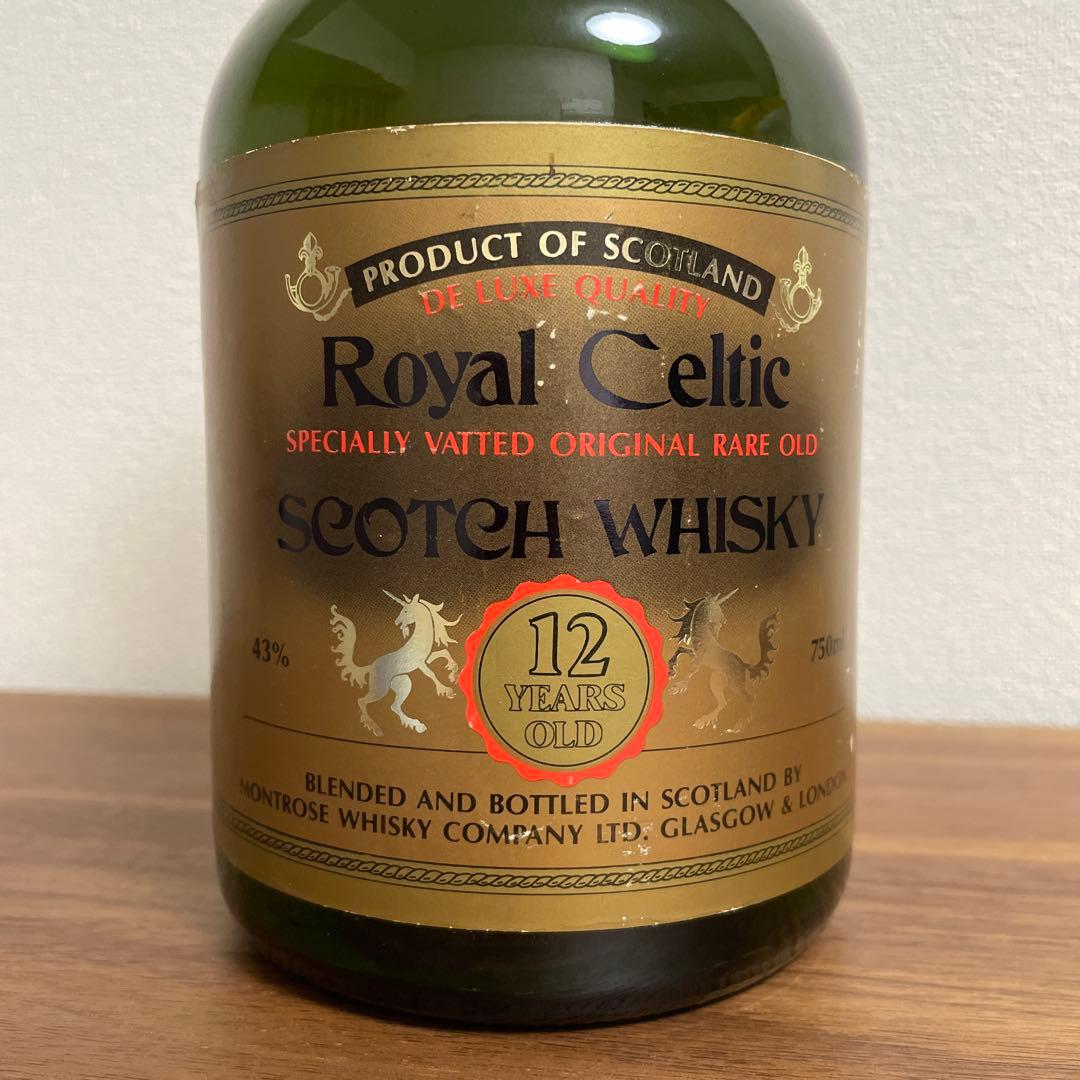 PRODUCT OF SCOTLAND
DE LUXE QUALITY
Royal Celtic
SPECIALLY VATTED ORIGINAL RARE OLD
SCOTCH WHISKY
43%
12
YEARS
OLD
750ml
BLENDED AND BOTTLED IN SCOTLAND BY
MONTROSE WHISKY COMPANY LTD. GLASGOW & LONDON